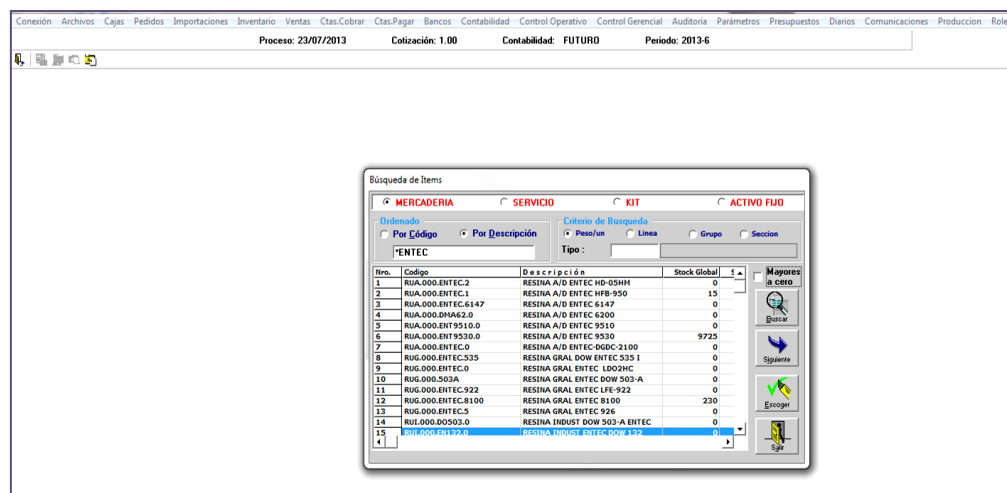 Conexión Archivos Cajas Pedidos Importaciones Inventario Ventas Ctas.Cobrar Ctas.Pagar Bancos Contabilidad Control Operativo Control Gerencial Auditoria Parámetros Presupuestos Diarios Comunicaciones Produccion Role
Proceso: 23/07/2013 Cotización: 1.00 Contabilidad: FUTURO Periodo: 2013-6
Búsqueda de Items
MERCADERIA SERVICIO KIT ACTIVO FIJO
Ordenado Criterio de Busqueda
Por Código Por Descripción Peso/un Linea Grupo Seccion
*ENTEC Tipo :
Nro. Codigo Descripción Stock Global S Mayores a cero
1 RUA.000.ENTEC.2 RESINA A/D ENTEC HD-05HM 0
2 RUA.000.ENTEC.1 RESINA A/D ENTEC HFB-950 15
3 RUA.000.ENTEC.6147 RESINA A/D ENTEC 6147 0
4 RUA.000.DMA62.0 RESINA A/D ENTEC 6200 0
5 RUA.000.ENT9510.0 RESINA A/D ENTEC 9510 0
6 RUA.000.ENT9530.0 RESINA A/D ENTEC 9530 9725
7 RUA.000.ENTEC.0 RESINA A/D ENTEC-DGDC-2100 0
8 RUG.000.ENTEC.535 RESINA GRAL DOW ENTEC 535 I 0
9 RUG.000.ENTEC.0 RESINA GRAL ENTEC LDO2HC 0
10 RUG.000.503A RESINA GRAL ENTEC DOW 503-A 0
11 RUG.000.ENTEC.922 RESINA GRAL ENTEC LFE-922 0
12 RUG.000.ENTEC.8100 RESINA GRAL ENTEC 8100 230
13 RUG.000.ENTEC.5 RESINA GRAL ENTEC 926 0
14 RUI.000.DO503.0 RESINA INDUST DOW 503-A ENTEC 0
15 RUI.000.EN132.0 RESINA INDUST ENTEC DOW 132 0
Buscar
Siguiente
Escoger
Salir